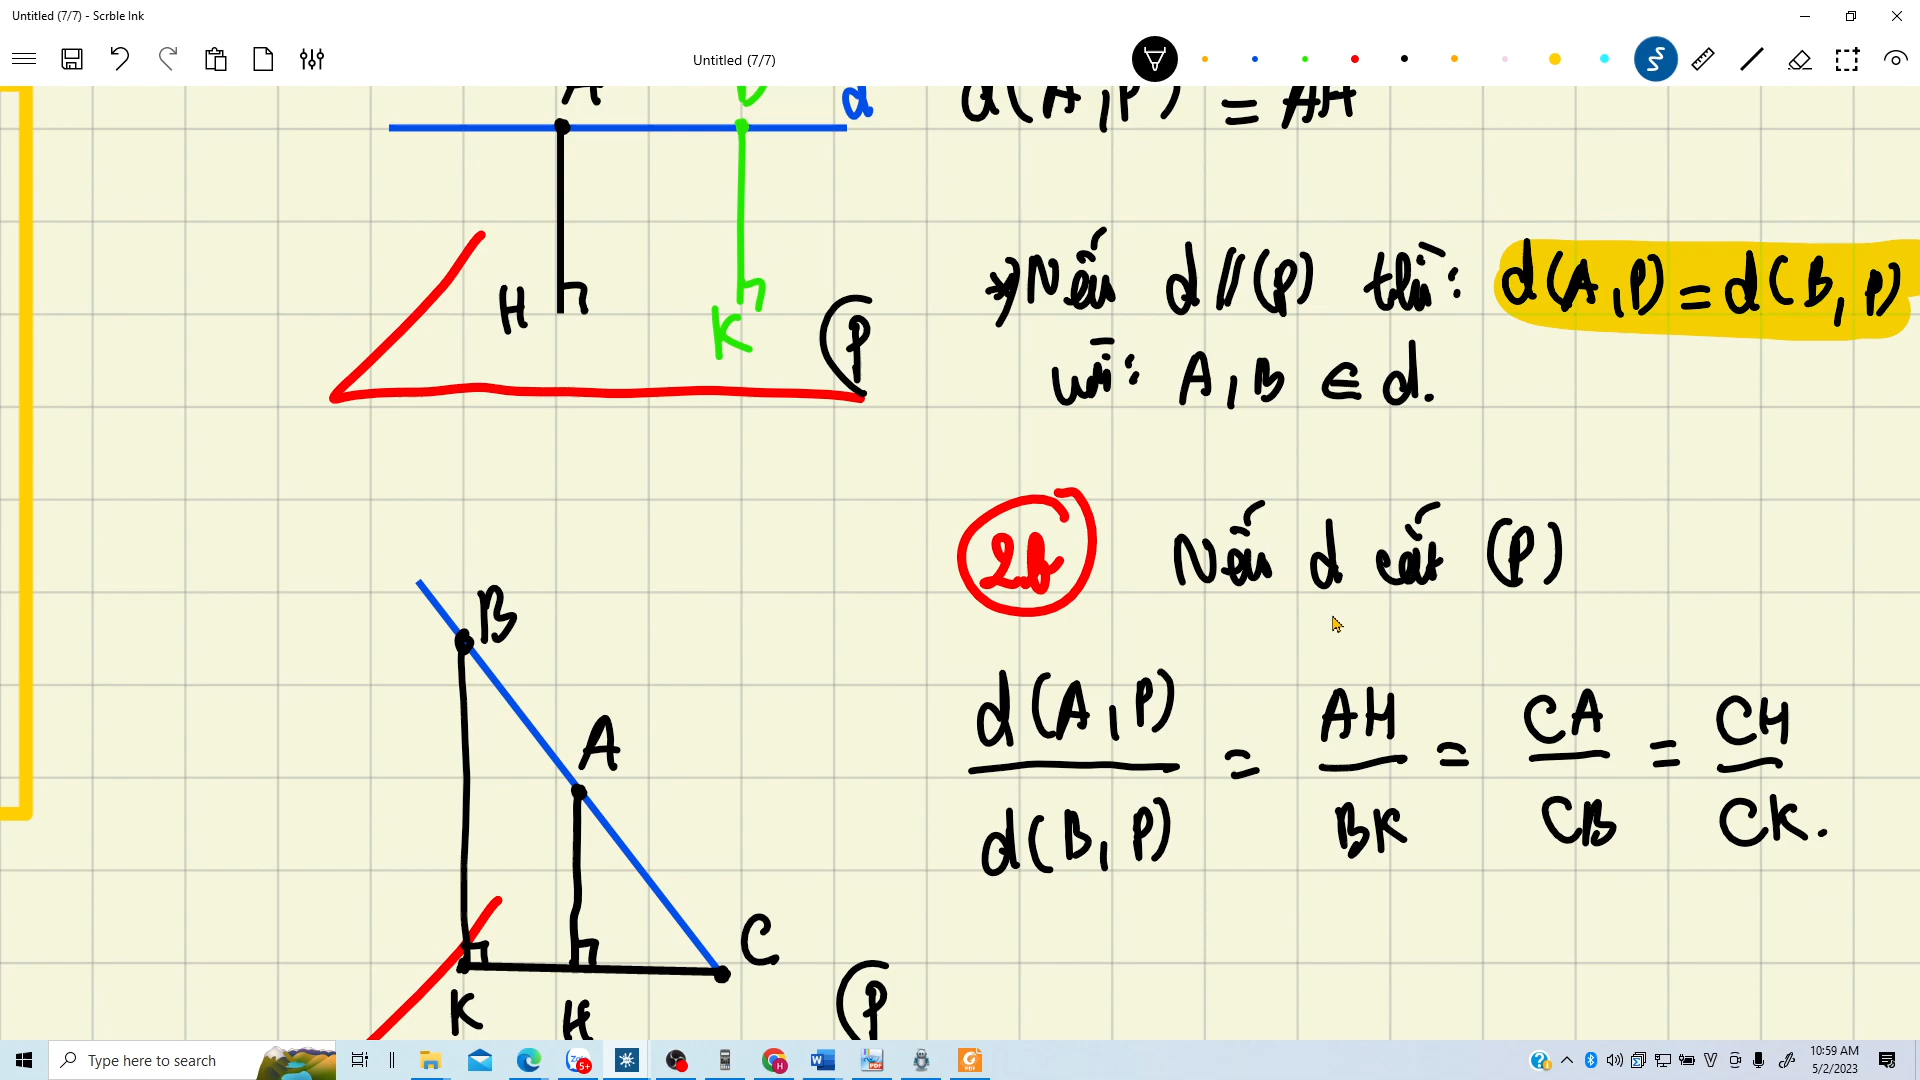 Untitled (7/7) - Scrble Ink
Untitled (7/7)
d(A,P) = AH
A d
H K P
*) Nếu d // (P) thì: d(A,P) = d(B,P)
với: A, B ∈ d.
2b Nếu d cắt (P)
d(A,P) / d(B,P) = AH / BK = CA / CB = CH / CK.
B
A
C
K H P
Type here to search
5+
10:59 AM
5/2/2023